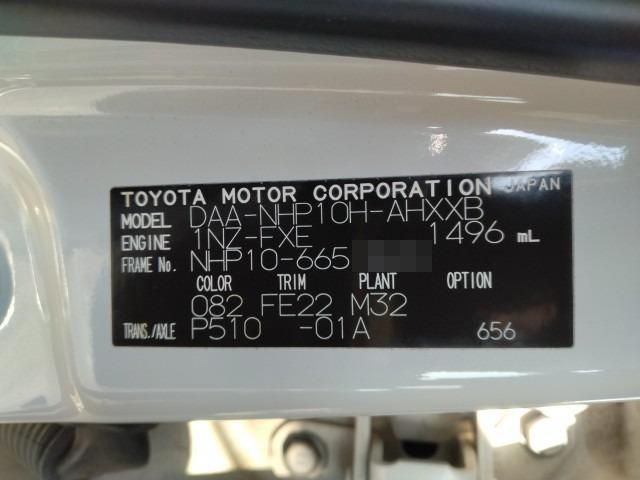 TOYOTA MOTOR CORPORATION JAPAN
MODEL DAA-NHP10H-AHXXB
ENGINE 1NZ-FXE 1496 mL
FRAME No. NHP10-665
COLOR TRIM PLANT OPTION
082 FE22 M32
TRANS./AXLE P510 -01A 656